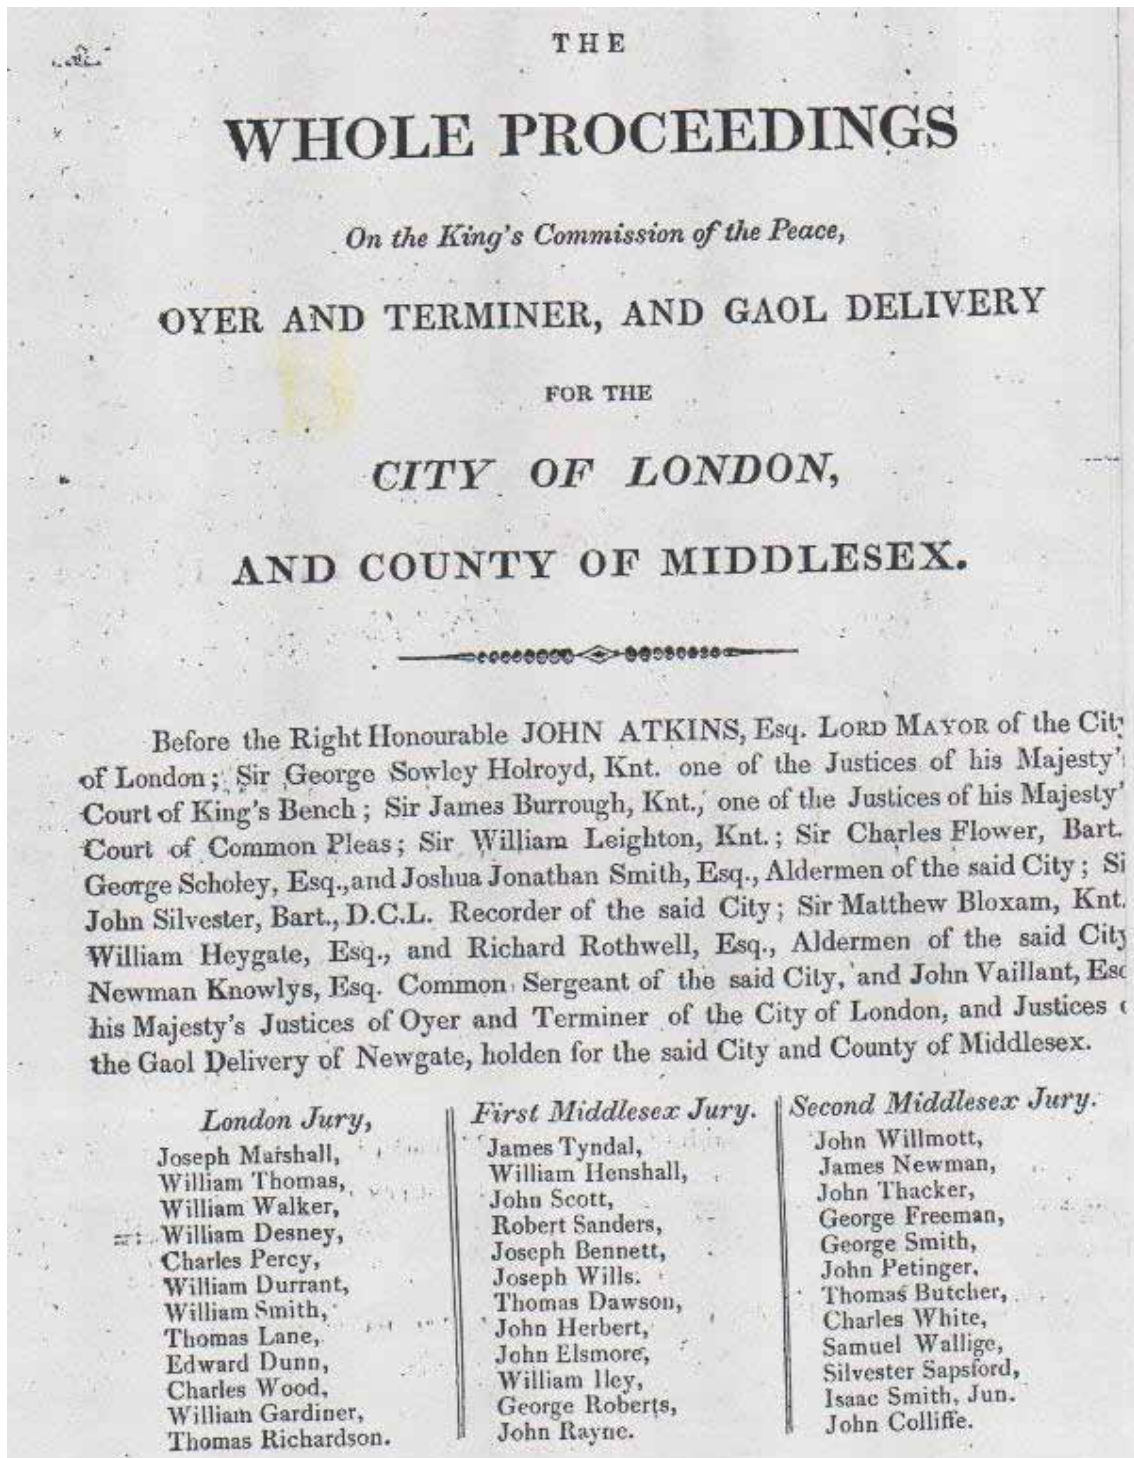 THE
WHOLE PROCEEDINGS
On the King's Commission of the Peace,
OYER AND TERMINER, AND GAOL DELIVERY
FOR THE
CITY OF LONDON,
AND COUNTY OF MIDDLESEX.
Before the Right Honourable JOHN ATKINS, Esq. LORD MAYOR of the City
of London; Sir George Sowley Holroyd, Knt. one of the Justices of his Majesty's
Court of King's Bench; Sir James Burrough, Knt., one of the Justices of his Majesty'
Court of Common Pleas; Sir William Leighton, Knt.; Sir Charles Flower, Bart.
George Scholey, Esq., and Joshua Jonathan Smith, Esq., Aldermen of the said City; Si
John Silvester, Bart., D.C.L. Recorder of the said City; Sir Matthew Bloxam, Knt.
William Heygate, Esq., and Richard Rothwell, Esq., Aldermen of the said City
Newman Knowlys, Esq. Common Sergeant of the said City, and John Vaillant, Esq
his Majesty's Justices of Oyer and Terminer of the City of London, and Justices
the Gaol Delivery of Newgate, holden for the said City and County of Middlesex.
London Jury,
Joseph Marshall,
William Thomas,
William Walker,
William Desney,
Charles Percy,
William Durrant,
William Smith,
Thomas Lane,
Edward Dunn,
Charles Wood,
William Gardiner,
Thomas Richardson.
First Middlesex Jury.
James Tyndal,
William Henshall,
John Scott,
Robert Sanders,
Joseph Bennett,
Joseph Wills.
Thomas Dawson,
John Herbert,
John Elsmore,
William Iley,
George Roberts,
John Rayne.
Second Middlesex Jury.
John Willmott,
James Newman,
John Thacker,
George Freeman,
George Smith,
John Petinger,
Thomas Butcher,
Charles White,
Samuel Wallige,
Silvester Sapsford,
Isaac Smith, Jun.
John Colliffe.